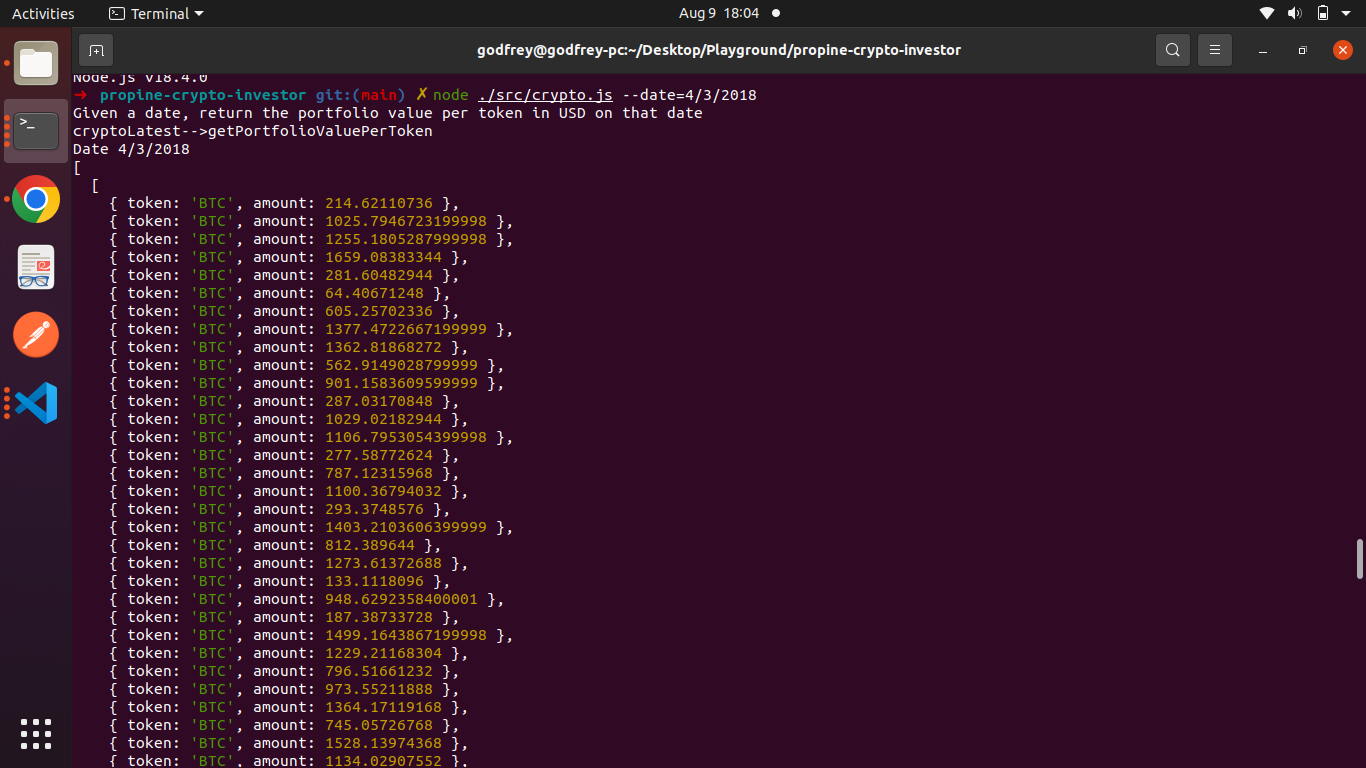 Activities
Terminal
Aug 9 18:04
godfrey@godfrey-pc:~/Desktop/Playground/propine-crypto-investor
Node.js v18.4.0
➜ propine-crypto-investor git:(main) ✗ node ./src/crypto.js --date=4/3/2018
Given a date, return the portfolio value per token in USD on that date
cryptoLatest-->getPortfolioValuePerToken
Date 4/3/2018
[
[
{ token: 'BTC', amount: 214.62110736 },
{ token: 'BTC', amount: 1025.7946723199998 },
{ token: 'BTC', amount: 1255.1805287999998 },
{ token: 'BTC', amount: 1659.08383344 },
{ token: 'BTC', amount: 281.60482944 },
{ token: 'BTC', amount: 64.40671248 },
{ token: 'BTC', amount: 605.25702336 },
{ token: 'BTC', amount: 1377.4722667199999 },
{ token: 'BTC', amount: 1362.81868272 },
{ token: 'BTC', amount: 562.9149028799999 },
{ token: 'BTC', amount: 901.1583609599999 },
{ token: 'BTC', amount: 287.03170848 },
{ token: 'BTC', amount: 1029.02182944 },
{ token: 'BTC', amount: 1106.7953054399998 },
{ token: 'BTC', amount: 277.58772624 },
{ token: 'BTC', amount: 787.12315968 },
{ token: 'BTC', amount: 1100.36794032 },
{ token: 'BTC', amount: 293.3748576 },
{ token: 'BTC', amount: 1403.2103606399999 },
{ token: 'BTC', amount: 812.389644 },
{ token: 'BTC', amount: 1273.61372688 },
{ token: 'BTC', amount: 133.1118096 },
{ token: 'BTC', amount: 948.6292358400001 },
{ token: 'BTC', amount: 187.38733728 },
{ token: 'BTC', amount: 1499.1643867199998 },
{ token: 'BTC', amount: 1229.21168304 },
{ token: 'BTC', amount: 796.51661232 },
{ token: 'BTC', amount: 973.55211888 },
{ token: 'BTC', amount: 1364.17119168 },
{ token: 'BTC', amount: 745.05726768 },
{ token: 'BTC', amount: 1528.13974368 },
{ token: 'BTC', amount: 1134.02907552 },